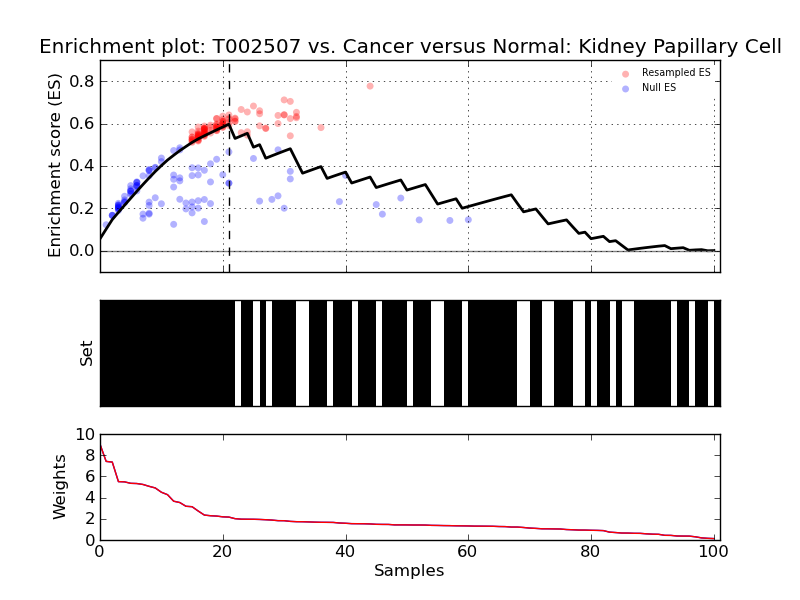 Enrichment plot: T002507 vs. Cancer versus Normal: Kidney Papillary Cell
Enrichment score (ES)
0.8
0.6
0.4
0.2
0.0
Resampled ES
Null ES
Set
Weights
10
8
6
4
2
0
0 20 40 60 80 100
Samples